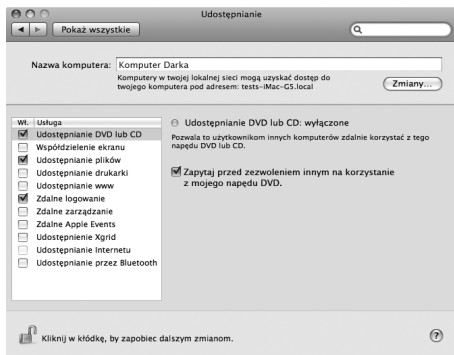 Udostępnianie
Pokaż wszystkie
Nazwa komputera: Komputer Darka
Komputery w twojej lokalnej sieci mogą uzyskać dostęp do
twojego komputera pod adresem: tests-iMac-G5.local
Zmiany...
Wł. Usługa
Udostępnianie DVD lub CD
Współdzielenie ekranu
Udostępnianie plików
Udostępnianie drukarki
Udostępnianie www
Zdalne logowanie
Zdalne zarządzanie
Zdalne Apple Events
Udostępnienie Xgrid
Udostępnianie Internetu
Udostępnianie przez Bluetooth
Udostępnianie DVD lub CD: wyłączone
Pozwala to użytkownikom innych komputerów zdalnie korzystać z tego
napędu DVD lub CD.
Zapytaj przed zezwoleniem innym na korzystanie
z mojego napędu DVD.
Kliknij w kłódkę, by zapobiec dalszym zmianom.
?